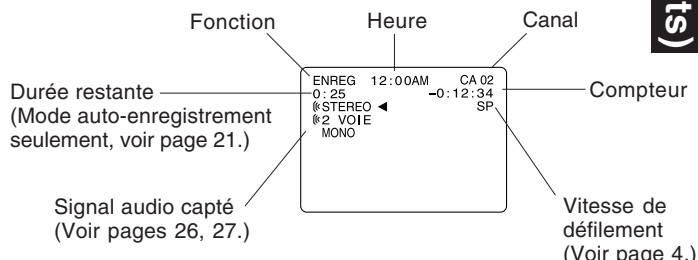 Fonction
Heure
Canal
ts)
Durée restante
(Mode auto-enregistrement
seulement, voir page 21.)
ENREG 12:00AM CA 02
0:25 -0:12:34
STEREO ◄ SP
2 VOIE
MONO
Compteur
Signal audio capté
(Voir pages 26, 27.)
Vitesse de
défilement
(Voir page 4.)